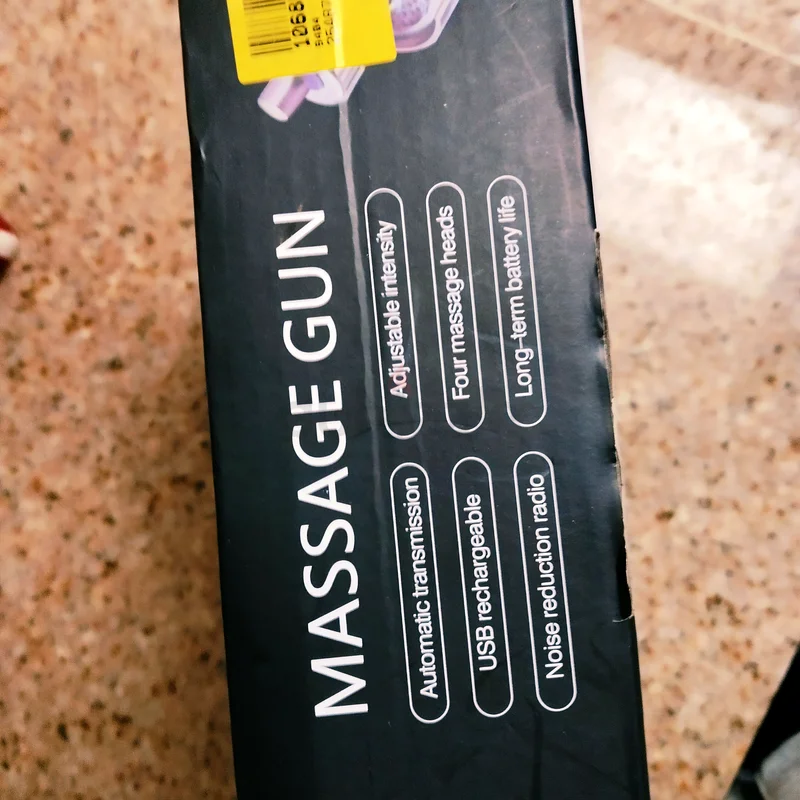 MASSAGE GUN
Automatic transmission
Adjustable intensity
USB rechargeable
Four massage heads
Noise reduction radio
Long-term battery life